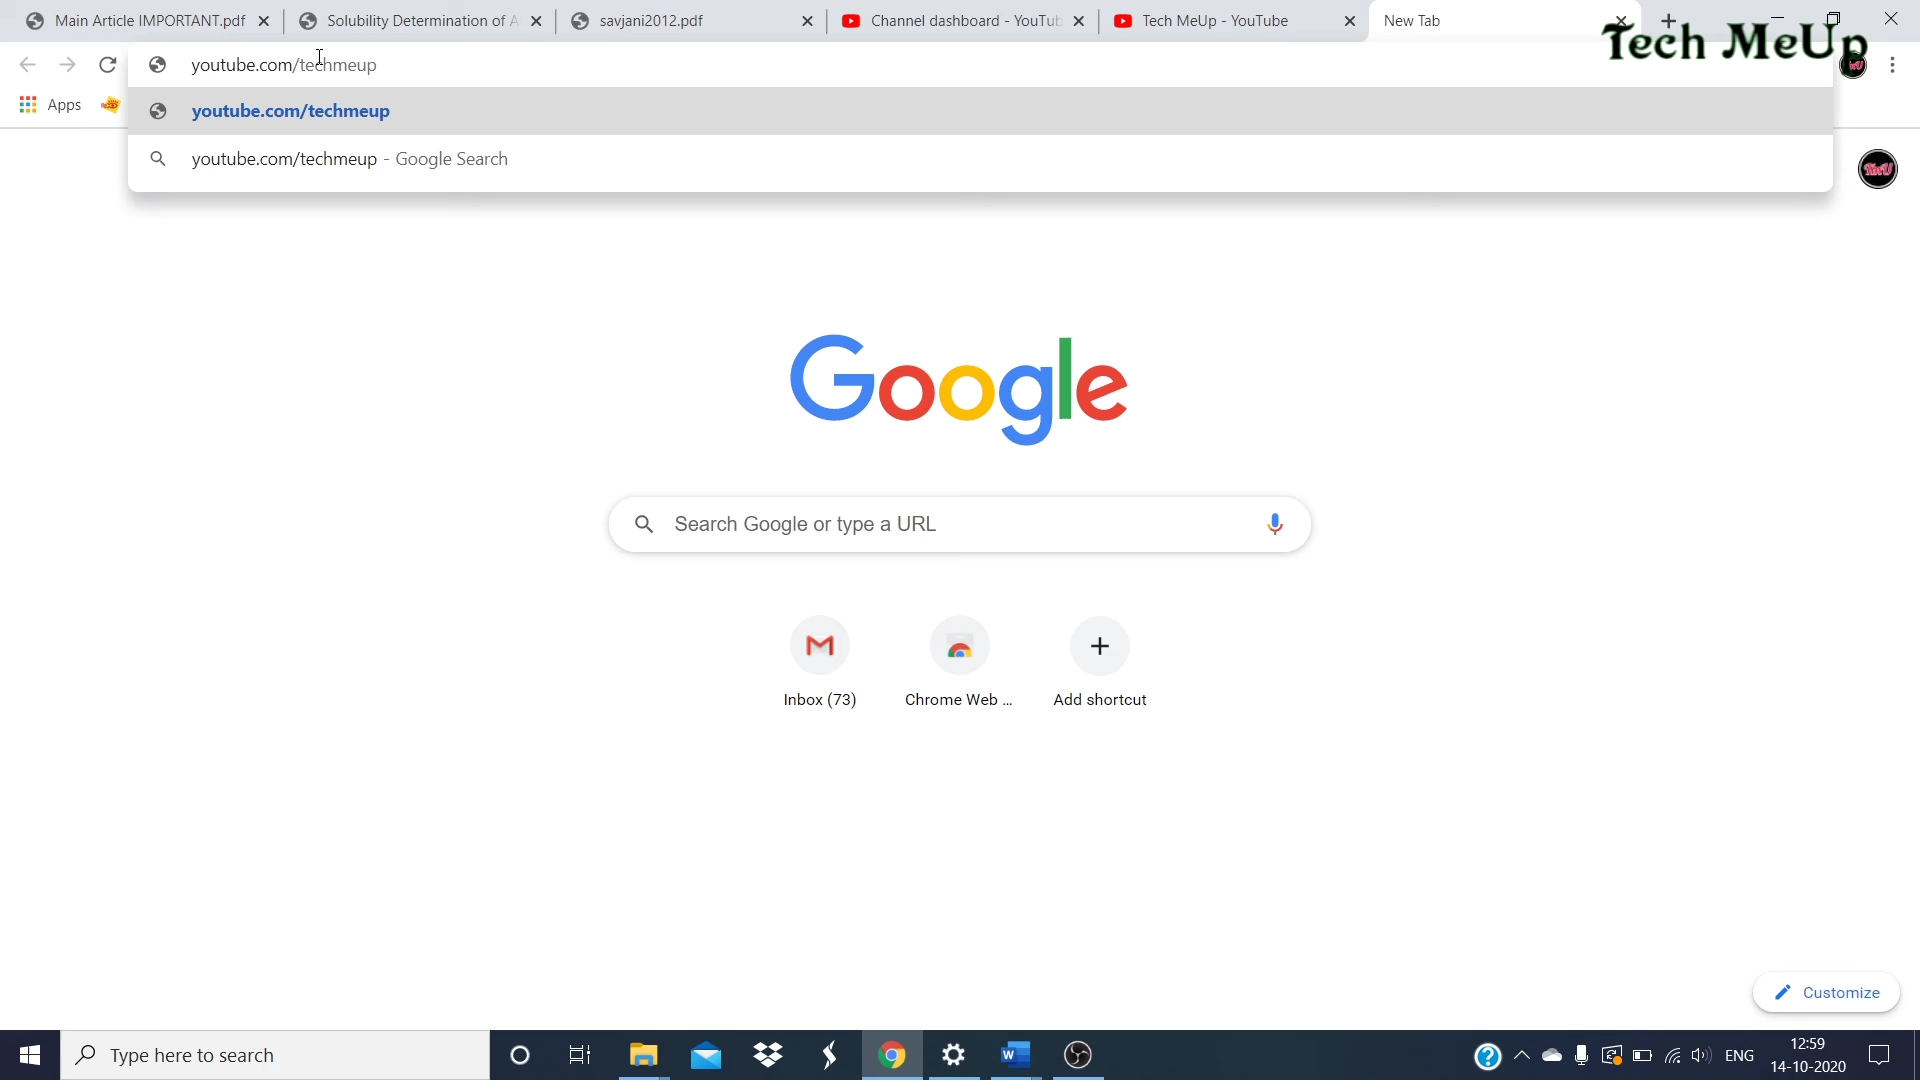 Main Article IMPORTANT.pdf
Solubility Determination of A
savjani2012.pdf
Channel dashboard - YouTub
Tech MeUp - YouTube
New Tab
Tech MeUp
youtube.com/techmeup
Apps
youtube.com/techmeup
youtube.com/techmeup - Google Search
TMU
Google
Search Google or type a URL
Inbox (73)
Chrome Web ...
Add shortcut
Customize
Type here to search
ENG
12:59
14-10-2020